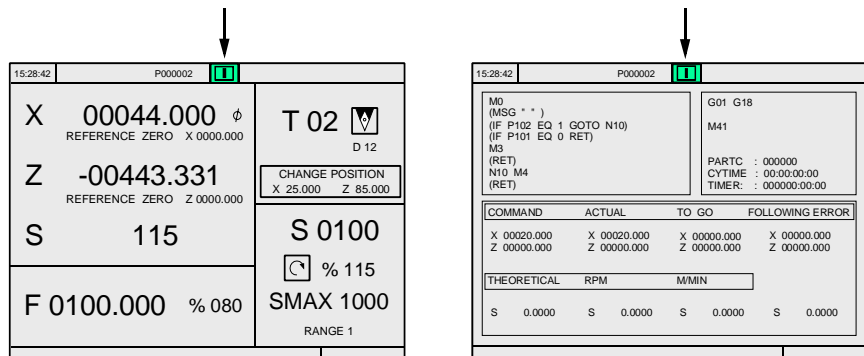 15:28:42 P000002
X 00044.000 ϕ
REFERENCE ZERO X 0000.000
Z -00443.331
REFERENCE ZERO Z 0000.000
S 115
F 0100.000 % 080
T 02
D 12
CHANGE POSITION
X 25.000 Z 85.000
S 0100
% 115
SMAX 1000
RANGE 1
15:28:42 P000002
M0
(MSG " " )
(IF P102 EQ 1 GOTO N10)
(IF P101 EQ 0 RET)
M3
(RET)
N10 M4
(RET)
G01 G18
M41
PARTC : 000000
CYTIME : 00:00:00:00
TIMER: : 000000:00:00
COMMAND ACTUAL TO GO FOLLOWING ERROR
X 00020.000 X 00020.000 X 00000.000 X 00000.000
Z 00000.000 Z 00000.000 Z 00000.000 Z 00000.000
THEORETICAL RPM M/MIN
S 0.0000 S 0.0000 S 0.0000 S 0.0000